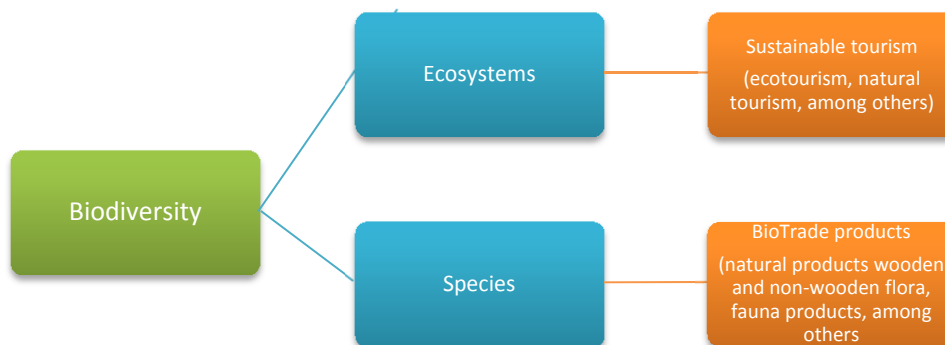 Biodiversity
Ecosystems
Sustainable tourism
(ecotourism, natural
tourism, among others)
Species
BioTrade products
(natural products wooden
and non-wooden flora,
fauna products, among
others